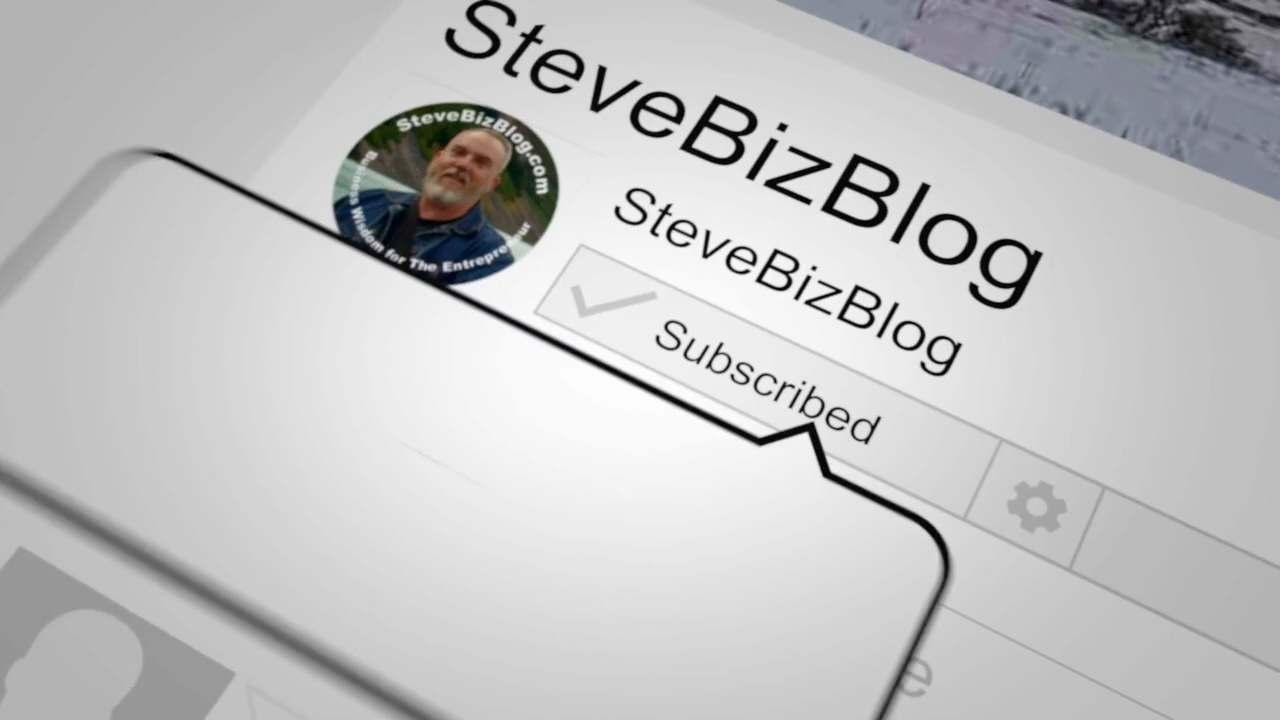 SteveBizBlog
SteveBizBlog.com
Business Wisdom for The Entrepreneur
SteveBizBlog
Subscribed
e